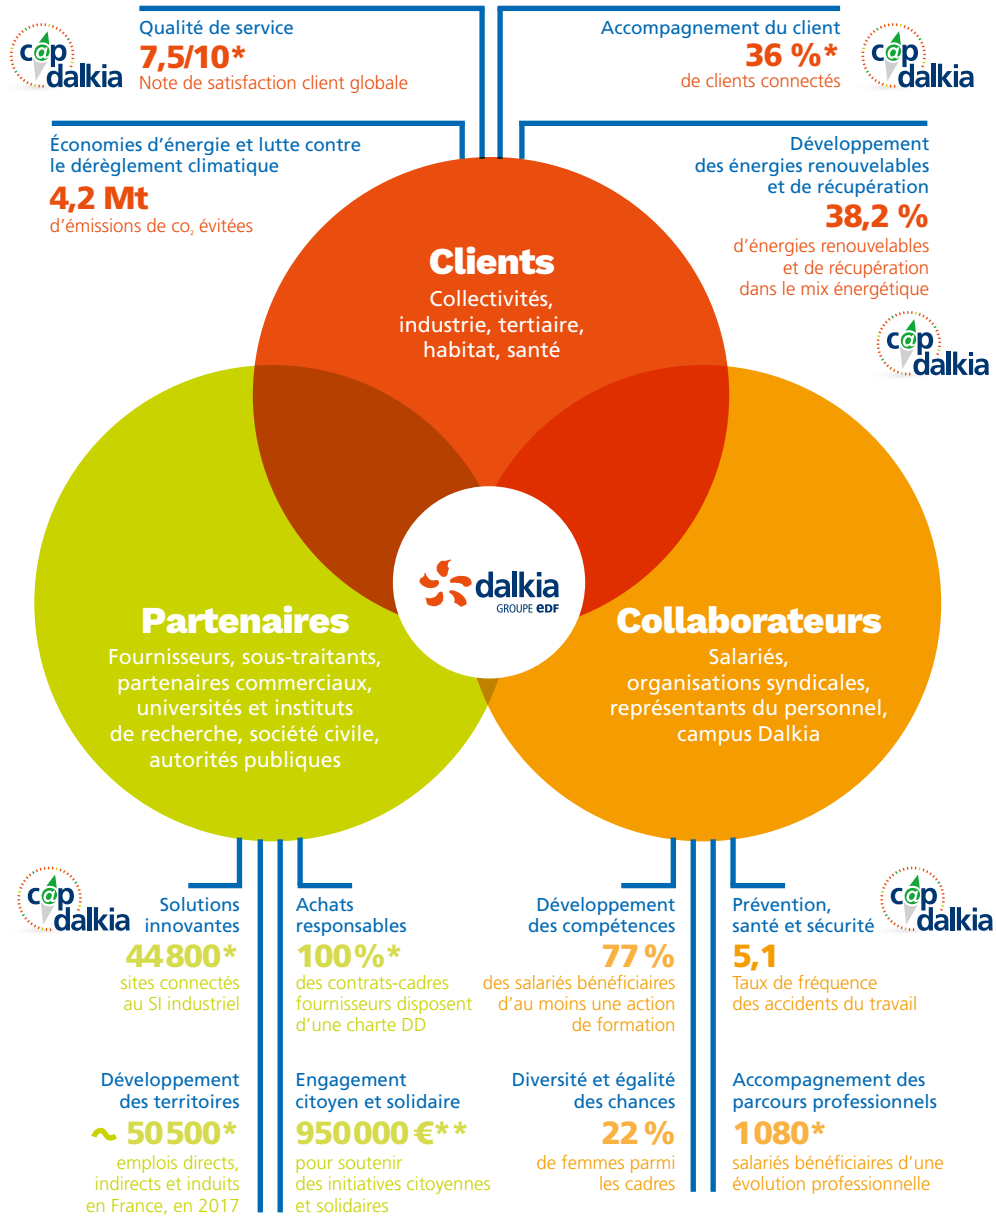 c@p
dalkia
Qualité de service
7,5/10*
Note de satisfaction client globale
Accompagnement du client
36 %*
de clients connectés
c@p
dalkia
Économies d'énergie et lutte contre
le dérèglement climatique
4,2 Mt
d'émissions de co₂ évitées
Développement
des énergies renouvelables
et de récupération
38,2 %
d'énergies renouvelables
et de récupération
dans le mix énergétique
c@p
dalkia
Clients
Collectivités,
industrie, tertiaire,
habitat, santé
dalkia
GROUPE eDF
Partenaires
Fournisseurs, sous-traitants,
partenaires commerciaux,
universités et instituts
de recherche, société civile,
autorités publiques
Collaborateurs
Salariés,
organisations syndicales,
représentants du personnel,
campus Dalkia
c@p
dalkia
Solutions
innovantes
44 800*
sites connectés
au SI industriel
Achats
responsables
100 %*
des contrats-cadres
fournisseurs disposent
d'une charte DD
Développement
des compétences
77 %
des salariés bénéficiaires
d'au moins une action
de formation
Prévention,
santé et sécurité
5,1
Taux de fréquence
des accidents du travail
c@p
dalkia
Développement
des territoires
~ 50 500*
emplois directs,
indirects et induits
en France, en 2017
Engagement
citoyen et solidaire
950 000 €**
pour soutenir
des initiatives citoyennes
et solidaires
Diversité et égalité
des chances
22 %
de femmes parmi
les cadres
Accompagnement des
parcours professionnels
1 080*
salariés bénéficiaires d'une
évolution professionnelle